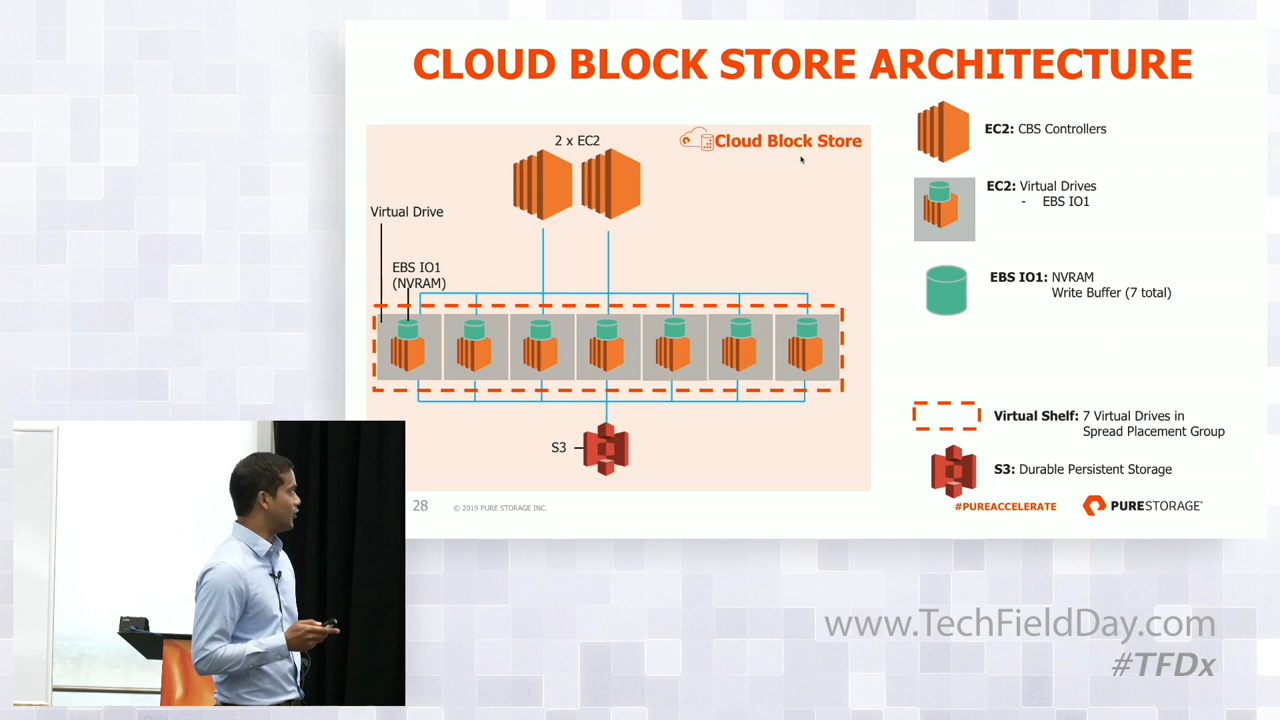 CLOUD BLOCK STORE ARCHITECTURE
2 x EC2
Cloud Block Store
Virtual Drive
EBS IO1
(NVRAM)
S3
EC2: CBS Controllers
EC2: Virtual Drives
- EBS IO1
EBS IO1: NVRAM
Write Buffer (7 total)
Virtual Shelf: 7 Virtual Drives in
Spread Placement Group
S3: Durable Persistent Storage
28 © 2019 PURE STORAGE INC.
#PUREACCELERATE PURESTORAGE®
www.TechFieldDay.com
#TFDx